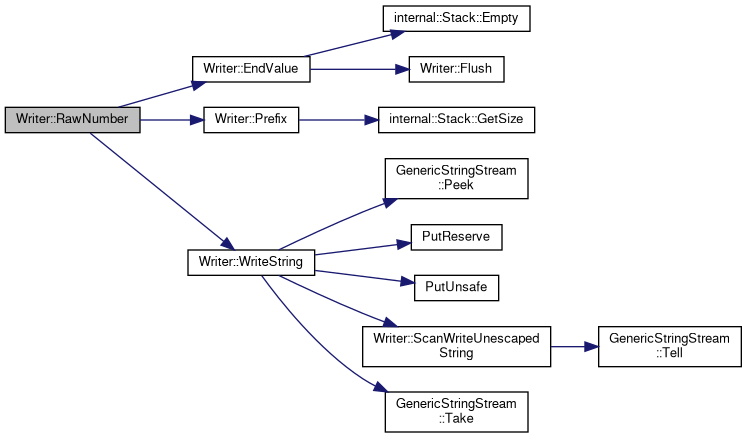 internal::Stack::Empty
Writer::EndValue
Writer::Flush
Writer::RawNumber
Writer::Prefix
internal::Stack::GetSize
GenericStringStream
::Peek
PutReserve
Writer::WriteString
PutUnsafe
Writer::ScanWriteUnescaped
String
GenericStringStream
::Tell
GenericStringStream
::Take